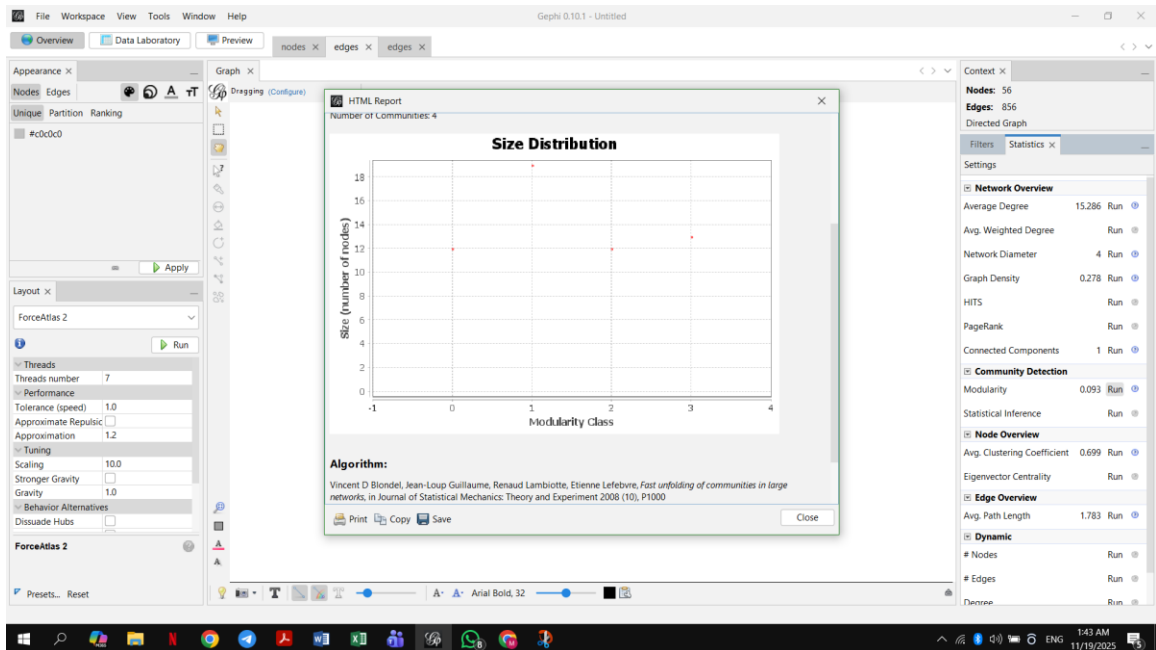 File Workspace View Tools Window Help
Gephi 0.10.1 - Untitled
Overview
Data Laboratory
Preview
nodes
edges
edges
Appearance
Nodes Edges
Unique Partition Ranking
#c0c0c0
Apply
Layout
ForceAtlas 2
Run
Threads
Threads number 7
Performance
Tolerance (speed) 1.0
Approximate Repulsic
Approximation 1.2
Tuning
Scaling 10.0
Stronger Gravity
Gravity 1.0
Behavior Alternatives
Dissuade Hubs
ForceAtlas 2
Presets... Reset
Graph
Dragging (Configure)
HTML Report
Number of Communities: 4
Size Distribution
Size (number of nodes)
18
16
14
12
10
8
6
4
2
0
-1 0 1 2 3 4
Modularity Class
Algorithm:
Vincent D Blondel, Jean-Loup Guillaume, Renaud Lambiotte, Etienne Lefebvre, Fast unfolding of communities in large
networks, in Journal of Statistical Mechanics: Theory and Experiment 2008 (10), P1000
Print Copy Save
Close
A- A- Arial Bold, 32
Context
Nodes: 56
Edges: 856
Directed Graph
Filters Statistics
Settings
Network Overview
Average Degree 15.286 Run
Avg. Weighted Degree Run
Network Diameter 4 Run
Graph Density 0.278 Run
HITS Run
PageRank Run
Connected Components 1 Run
Community Detection
Modularity 0.093 Run
Statistical Inference Run
Node Overview
Avg. Clustering Coefficient 0.699 Run
Eigenvector Centrality Run
Edge Overview
Avg. Path Length 1.783 Run
Dynamic
# Nodes Run
# Edges Run
Degree Run
ENG
1:43 AM
11/19/2025